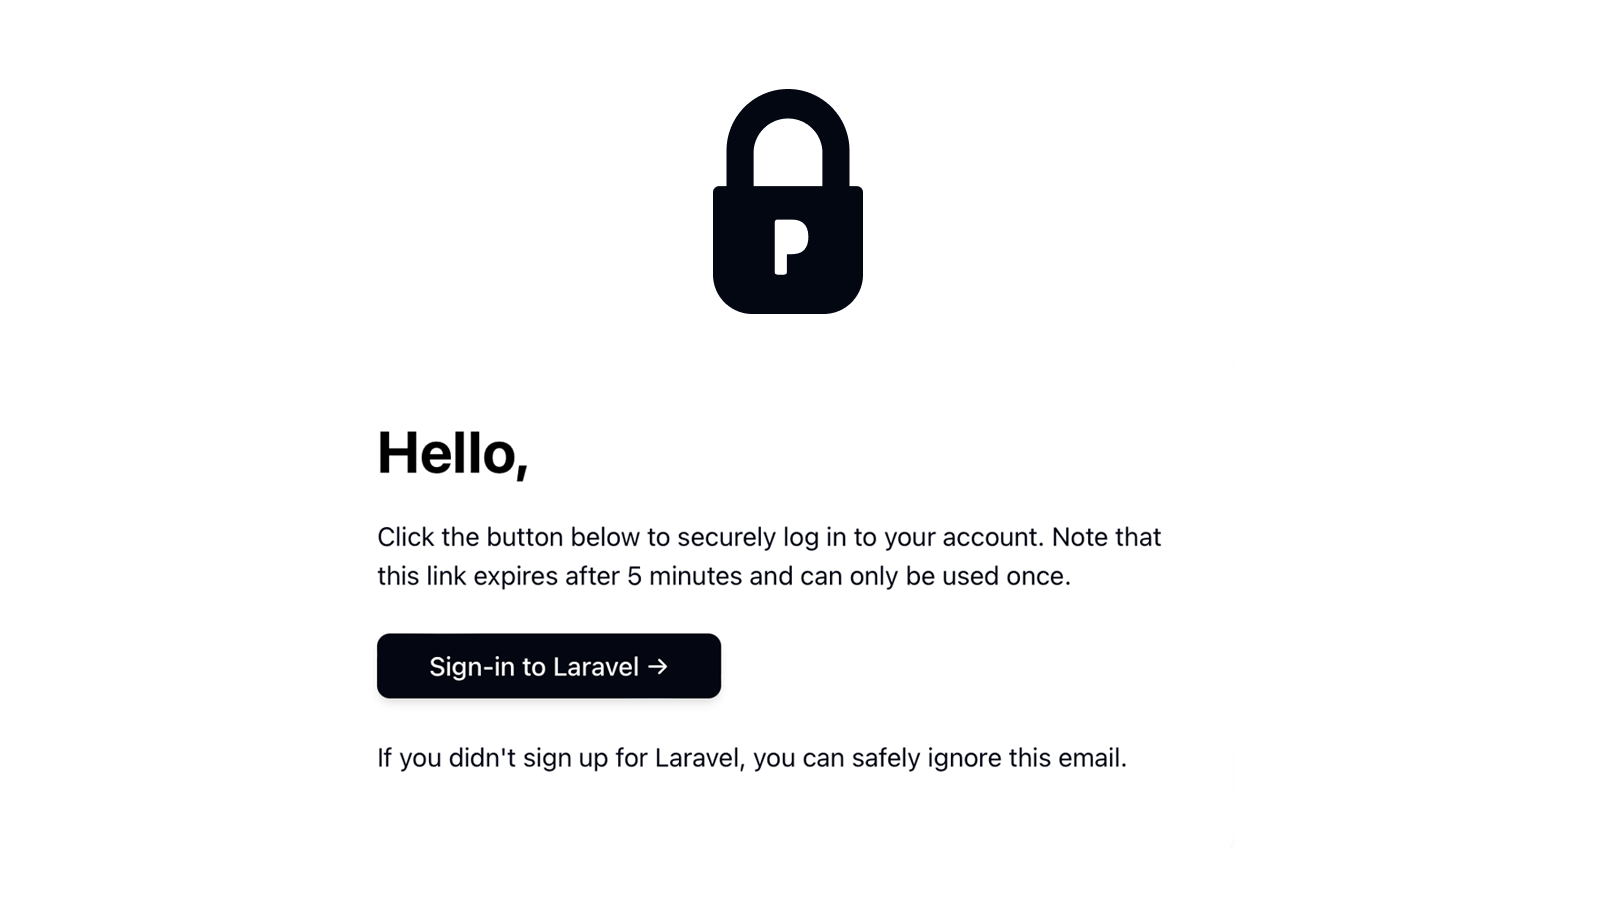 P
Hello,
Click the button below to securely log in to your account. Note that
this link expires after 5 minutes and can only be used once.
Sign-in to Laravel →
If you didn't sign up for Laravel, you can safely ignore this email.